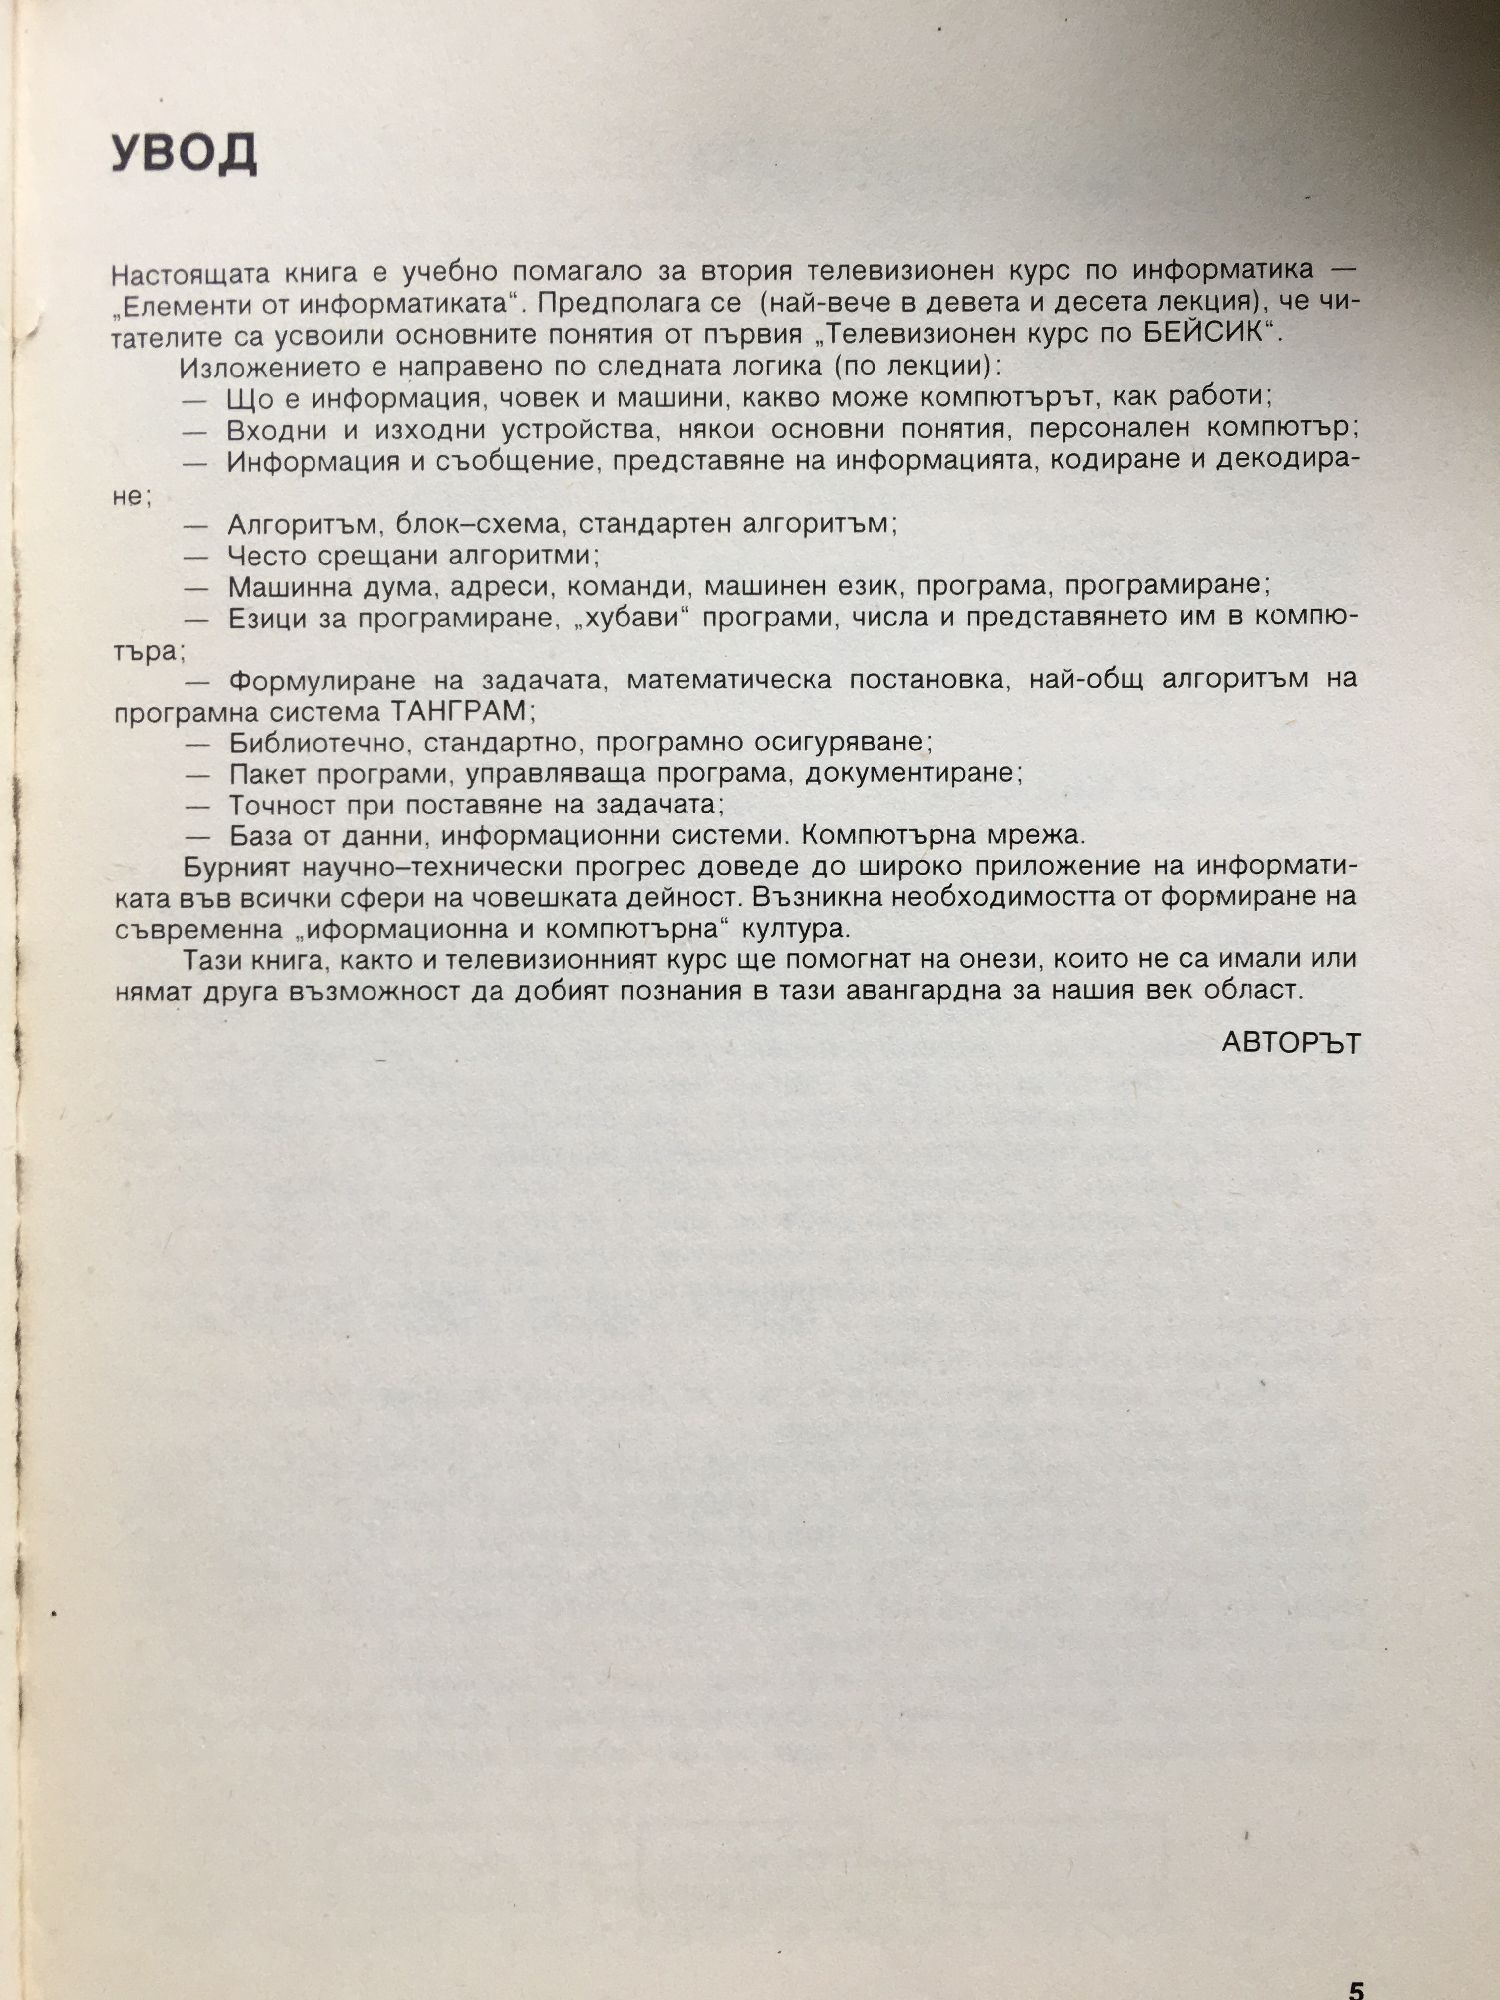 УВОД
Настоящата книга е учебно помагало за втория телевизионен курс по информатика —
„Елементи от информатиката“. Предполага се (най-вече в девета и десета лекция), че чи-
тателите са усвоили основните понятия от първия „Телевизионен курс по БЕЙСИК“.
Изложението е направено по следната логика (по лекции):
— Що е информация, човек и машини, какво може компютърът, как работи;
— Входни и изходни устройства, някои основни понятия, персонален компютър;
— Информация и съобщение, представяне на информацията, кодиране и декодира-
не;
— Алгоритъм, блок–схема, стандартен алгоритъм;
— Често срещани алгоритми;
— Машинна дума, адреси, команди, машинен език, програма, програмиране;
— Езици за програмиране, „хубави“ програми, числа и представянето им в компю-
търа;
— Формулиране на задачата, математическа постановка, най-общ алгоритъм на
програмна система ТАНГРАМ;
— Библиотечно, стандартно, програмно осигуряване;
— Пакет програми, управляваща програма, документиране;
— Точност при поставяне на задачата;
— База от данни, информационни системи. Компютърна мрежа.
Бурният научно–технически прогрес доведе до широко приложение на информати-
ката във всички сфери на човешката дейност. Възникна необходимостта от формиране на
съвременна „иформационна и компютърна“ култура.
Тази книга, както и телевизионният курс ще помогнат на онези, които не са имали или
нямат друга възможност да добият познания в тази авангардна за нашия век област.
АВТОРЪТ
5